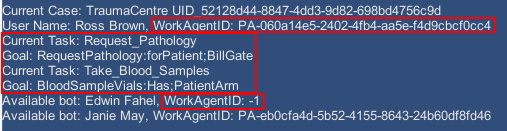 Current Case: TraumaCentre UID_52128d44-8847-4dd3-9d82-698bd4756c9d
User Name: Ross Brown, WorkAgentID: PA-060a14e5-2402-4fb4-aa5e-f4d9cbcf0cc4
Current Task: Request_Pathology
Goal: RequestPathology:forPatient;BillGate
Current Task: Take_Blood_Samples
Goal: BloodSampleVials:Has;PatientArm
Available bot: Edwin Fahel, WorkAgentID: -1
Available bot: Janie May, WorkAgentID: PA-eb0cfa4d-5b52-4155-8643-24b60df8fd46